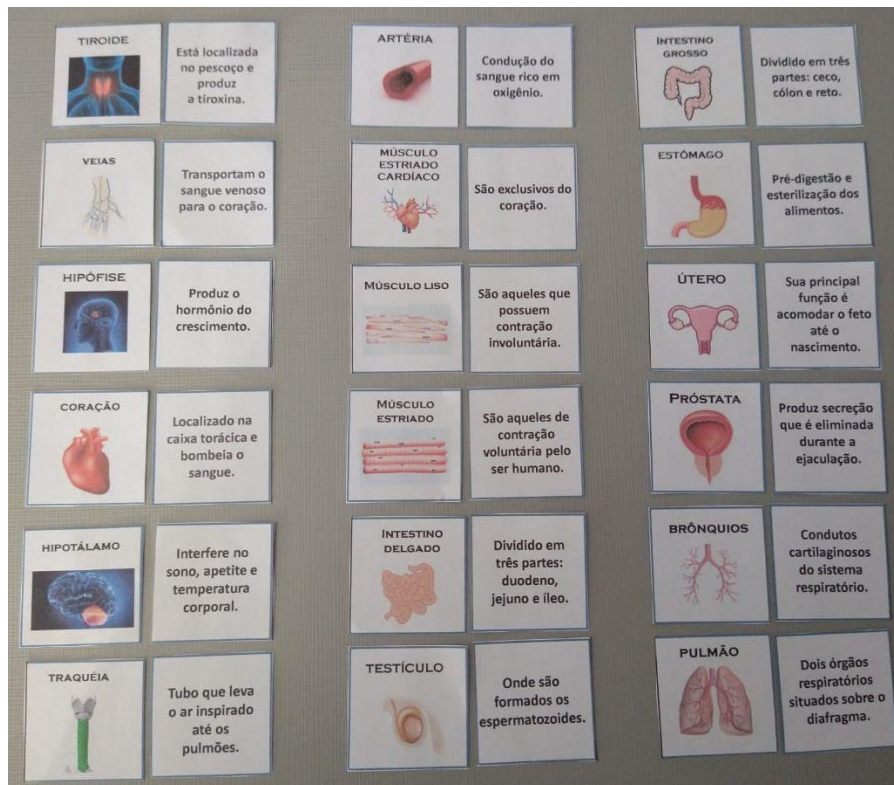 TIROIDE
Está localizada
no pescoço e
produz
a tiroxina.
ARTÉRIA
Condução do
sangue rico em
oxigênio.
INTESTINO
GROSSO
Dividido em três
partes: ceco,
cólon e reto.
VEIAS
Transportam o
sangue venoso
para o coração.
MÚSCULO
ESTRIADO
CARDÍACO
São exclusivos do
coração.
ESTÔMAGO
Pré-digestão e
esterilização dos
alimentos.
HIPÓFISE
Produz o
hormônio do
crescimento.
MÚSCULO LISO
São aqueles que
possuem
contração
involuntária.
ÚTERO
Sua principal
função é
acomodar o feto
até o
nascimento.
CORAÇÃO
Localizado na
caixa torácica e
bombeia o
sangue.
MÚSCULO
ESTRIADO
São aqueles de
contração
voluntária pelo
ser humano.
PRÓSTATA
Produz secreção
que é eliminada
durante a
ejaculação.
HIPOTÁLAMO
Interfere no
sono, apetite e
temperatura
corporal.
INTESTINO
DELGADO
Dividido em
três partes:
duodeno,
jejuno e íleo.
BRÔNQUIOS
Condutos
cartilaginosos
do sistema
respiratório.
TRAQUÉIA
Tubo que leva
o ar inspirado
até os
pulmões.
TESTÍCULO
Onde são
formados os
espermatozoides.
PULMÃO
Dois órgãos
respiratórios
situados sobre o
diafragma.